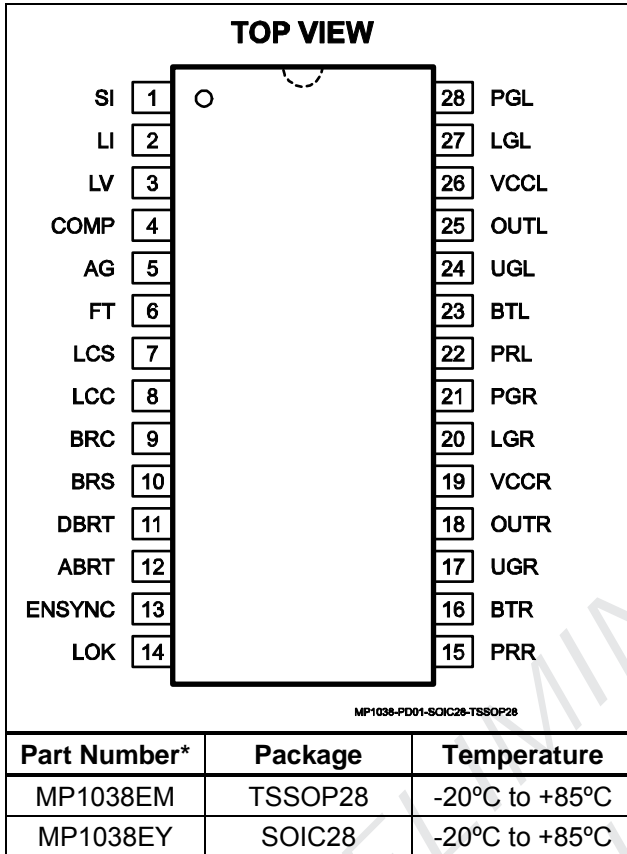 TOP VIEW
SI 1 28 PGL
LI 2 27 LGL
LV 3 26 VCCL
COMP 4 25 OUTL
AG 5 24 UGL
FT 6 23 BTL
LCS 7 22 PRL
LCC 8 21 PGR
BRC 9 20 LGR
BRS 10 19 VCCR
DBRT 11 18 OUTR
ABRT 12 17 UGR
ENSYNC 13 16 BTR
LOK 14 15 PRR
MP1038-PD01-SOIC28-TSSOP28
Part Number* Package Temperature
MP1038EM TSSOP28 -20ºC to +85ºC
MP1038EY SOIC28 -20ºC to +85ºC